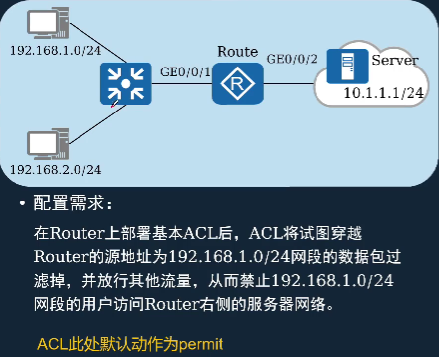 192.168.1.0/24
Route
GE0/0/1
GE0/0/2
Server
R
10.1.1.1/24
192.168.2.0/24
• 配置需求：
在Router上部署基本ACL后，ACL将试图穿越
Router的源地址为192.168.1.0/24网段的数据包过
滤掉，并放行其他流量，从而禁止192.168.1.0/24
网段的用户访问Router右侧的服务器网络。
ACL此处默认动作为permit